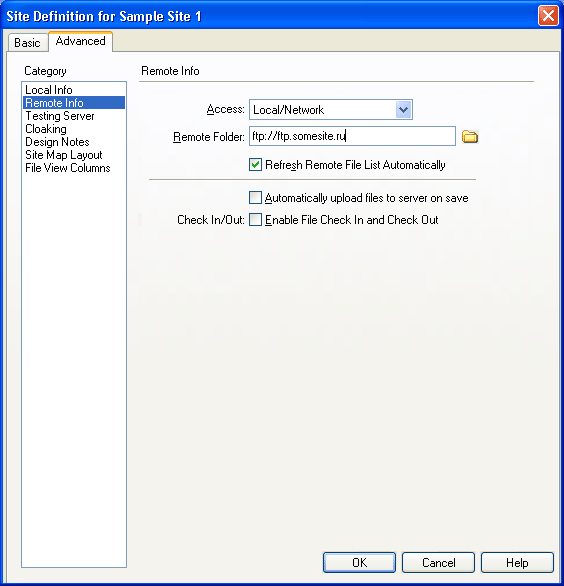 Site Definition for Sample Site 1
Basic
Advanced
Category
Local Info
Remote Info
Testing Server
Cloaking
Design Notes
Site Map Layout
File View Columns
Remote Info
Access: Local/Network
Remote Folder: ftp://ftp.somesite.ru
Refresh Remote File List Automatically
Automatically upload files to server on save
Check In/Out: Enable File Check In and Check Out
OK
Cancel
Help